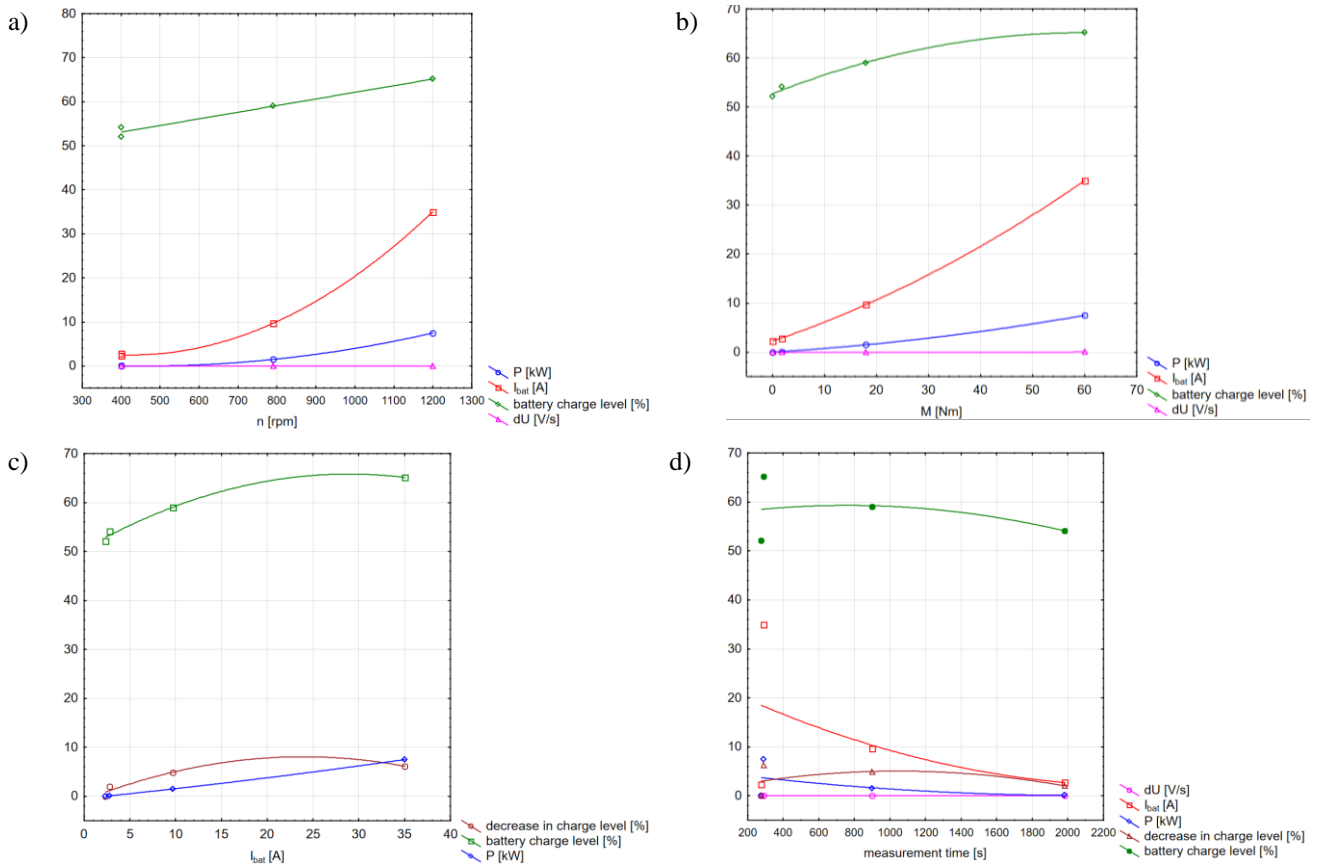 a)
80
70
60
50
40
30
20
10
0
300 400 500 600 700 800 900 1000 1100 1200 1300
n [rpm]
P [kW]
Ibat [A]
battery charge level [%]
dU [V/s]
b)
70
60
50
40
30
20
10
0
0 10 20 30 40 50 60 70
M [Nm]
P [kW]
Ibat [A]
battery charge level [%]
dU [V/s]
c)
70
60
50
40
30
20
10
0
0 5 10 15 20 25 30 35 40
Ibat [A]
decrease in charge level [%]
battery charge level [%]
P [kW]
d)
70
60
50
40
30
20
10
0
200 400 600 800 1000 1200 1400 1600 1800 2000 2200
measurement time [s]
dU [V/s]
Ibat [A]
P [kW]
decrease in charge level [%]
battery charge level [%]